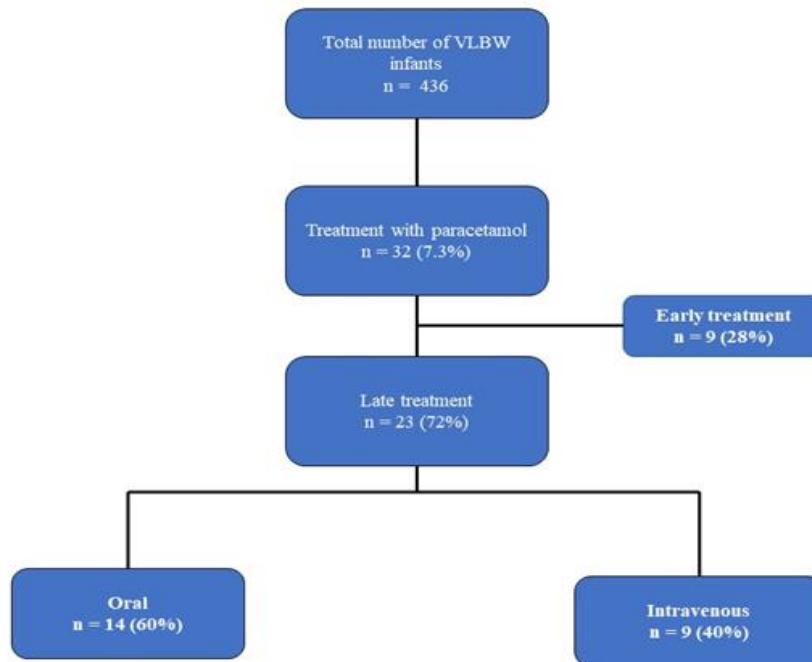 Total number of VLBW
infants
n = 436
Treatment with paracetamol
n = 32 (7.3%)
Early treatment
n = 9 (28%)
Late treatment
n = 23 (72%)
Oral
n = 14 (60%)
Intravenous
n = 9 (40%)